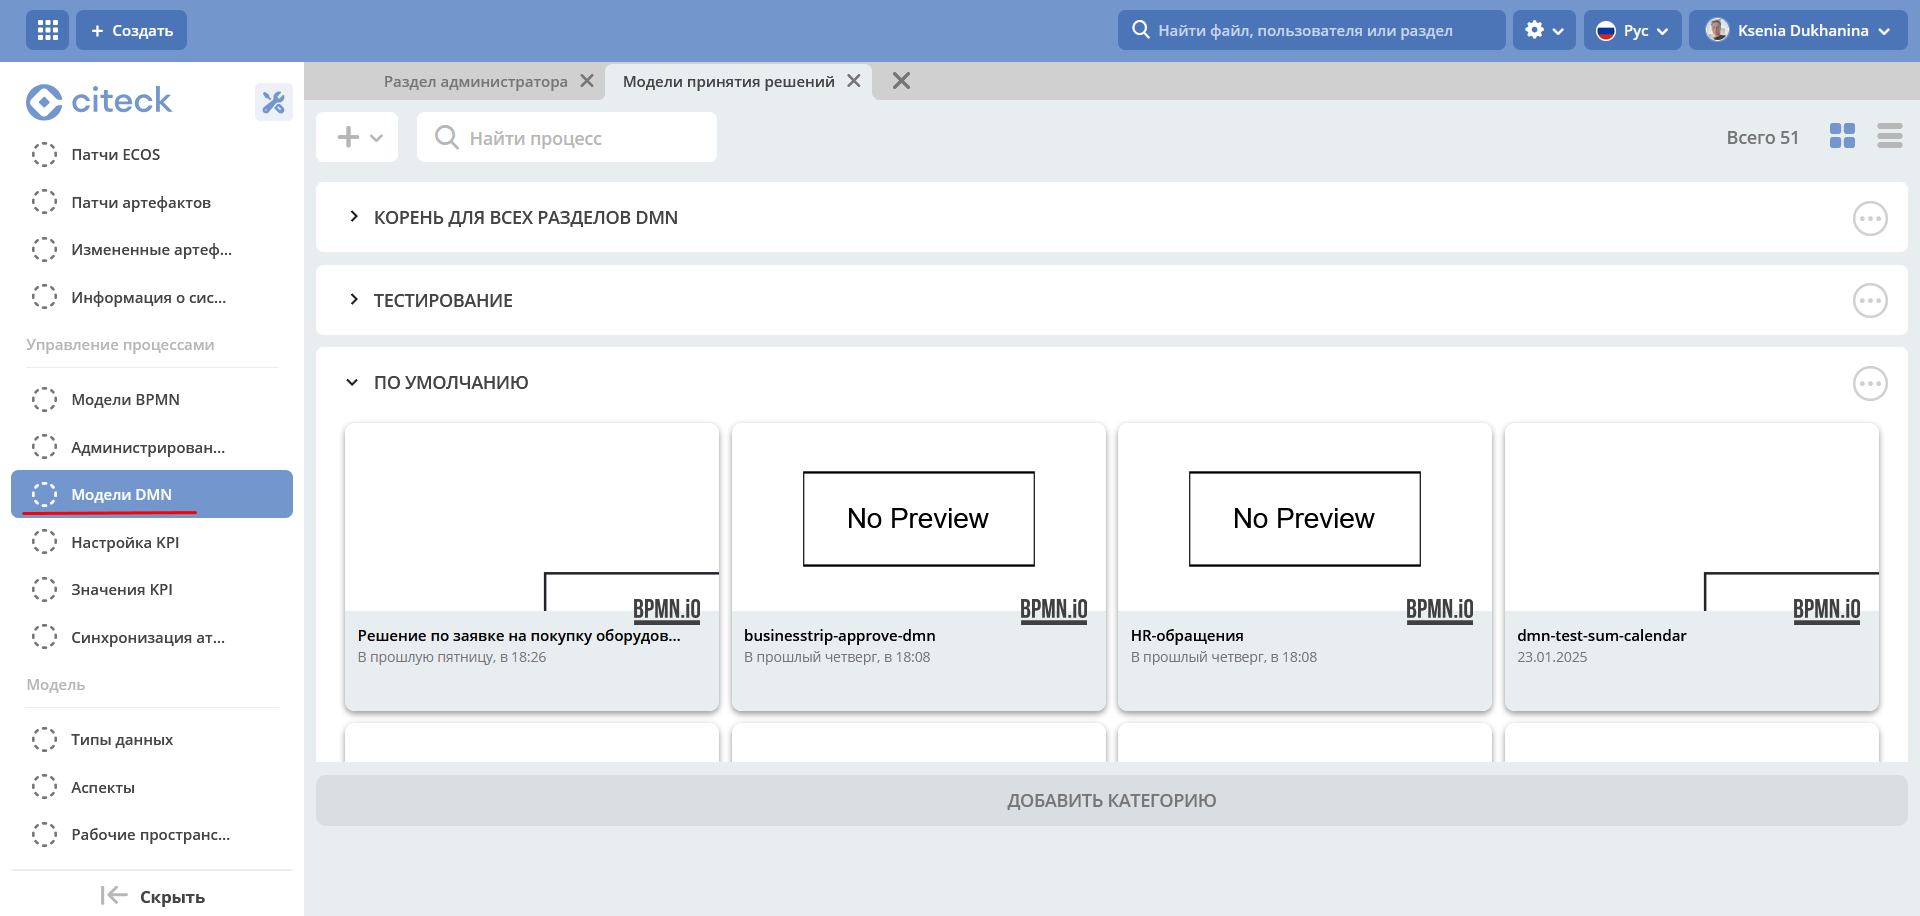 + Создать
Найти файл, пользователя или раздел
Рус
Ksenia Dukhanina
citeck
Патчи ECOS
Патчи артефактов
Измененные артеф...
Информация о сис...
Управление процессами
Модели BPMN
Администрирован...
Модели DMN
Настройка KPI
Значения KPI
Синхронизация ат...
Модель
Типы данных
Аспекты
Рабочие пространс...
Скрыть
Раздел администратора
Модели принятия решений
Найти процесс
Всего 51
КОРЕНЬ ДЛЯ ВСЕХ РАЗДЕЛОВ DMN
ТЕСТИРОВАНИЕ
ПО УМОЛЧАНИЮ
BPMN.iO
Решение по заявке на покупку оборудов...
В прошлую пятницу, в 18:26
No Preview
BPMN.iO
businesstrip-approve-dmn
В прошлый четверг, в 18:08
No Preview
BPMN.iO
HR-обращения
В прошлый четверг, в 18:08
BPMN.iO
dmn-test-sum-calendar
23.01.2025
ДОБАВИТЬ КАТЕГОРИЮ